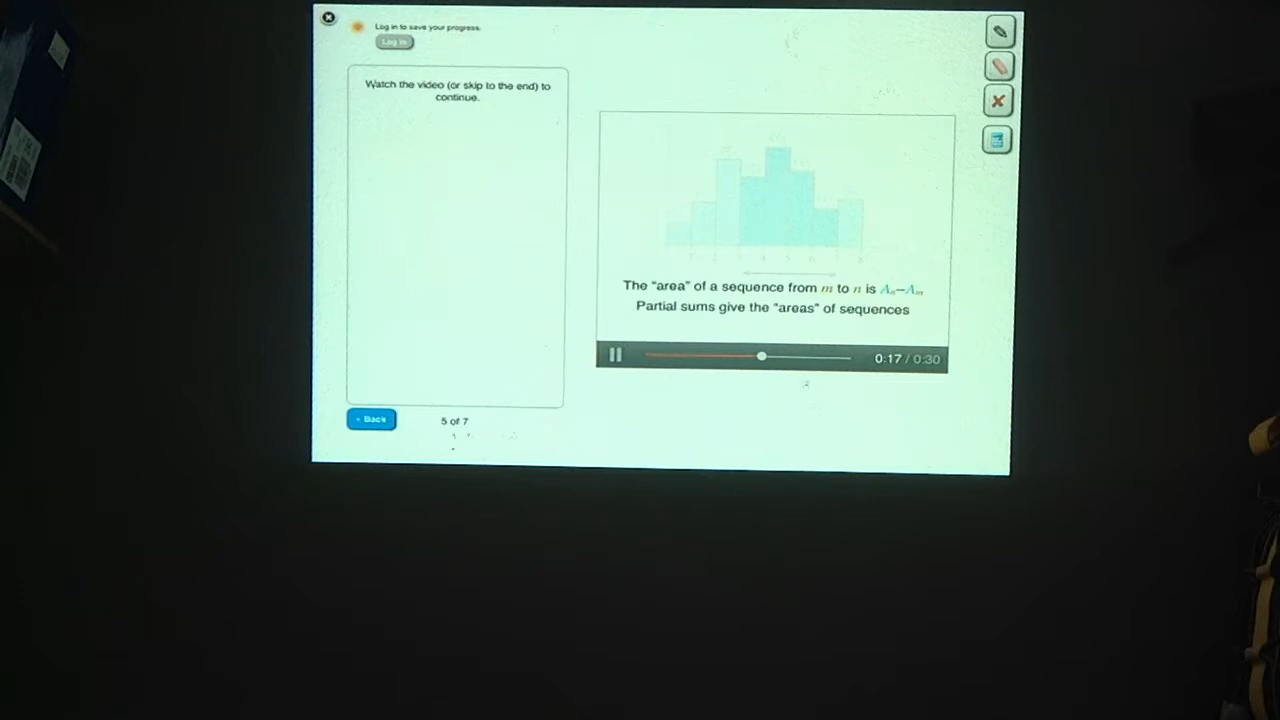 Log in to save your progress.
Log in
Watch the video (or skip to the end) to
continue.
The "area" of a sequence from m to n is Aₙ–Aₘ
Partial sums give the "areas" of sequences
0:17 / 0:30
Back
5 of 7